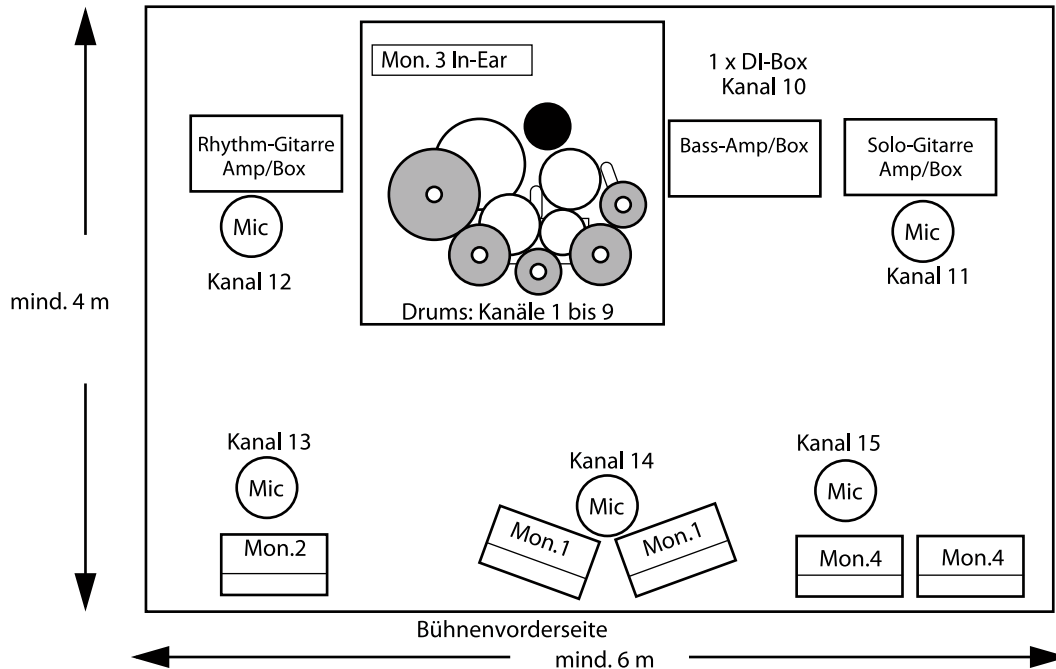 Mon. 3 In-Ear
1 x DI-Box
Kanal 10
Rhythm-Gitarre
Amp/Box
Bass-Amp/Box
Solo-Gitarre
Amp/Box
Mic
Mic
Kanal 12
Kanal 11
mind. 4 m
Drums: Kanäle 1 bis 9
Kanal 13
Kanal 14
Kanal 15
Mic
Mic
Mic
Mon.2
Mon.1
Mon.1
Mon.4
Mon.4
Bühnenvorderseite
mind. 6 m